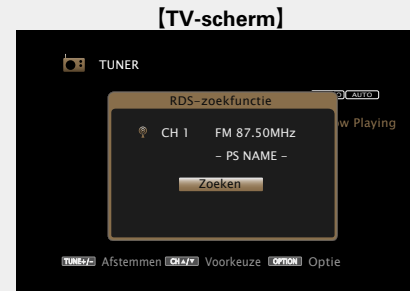 【TV-scherm】
TUNER
AUTO
RDS-zoekfunctie
w Playing
CH 1 FM 87.50MHz
– PS NAME –
Zoeken
TUNE+/- Afstemmen CH▲/▼ Voorkeuze OPTION Optie